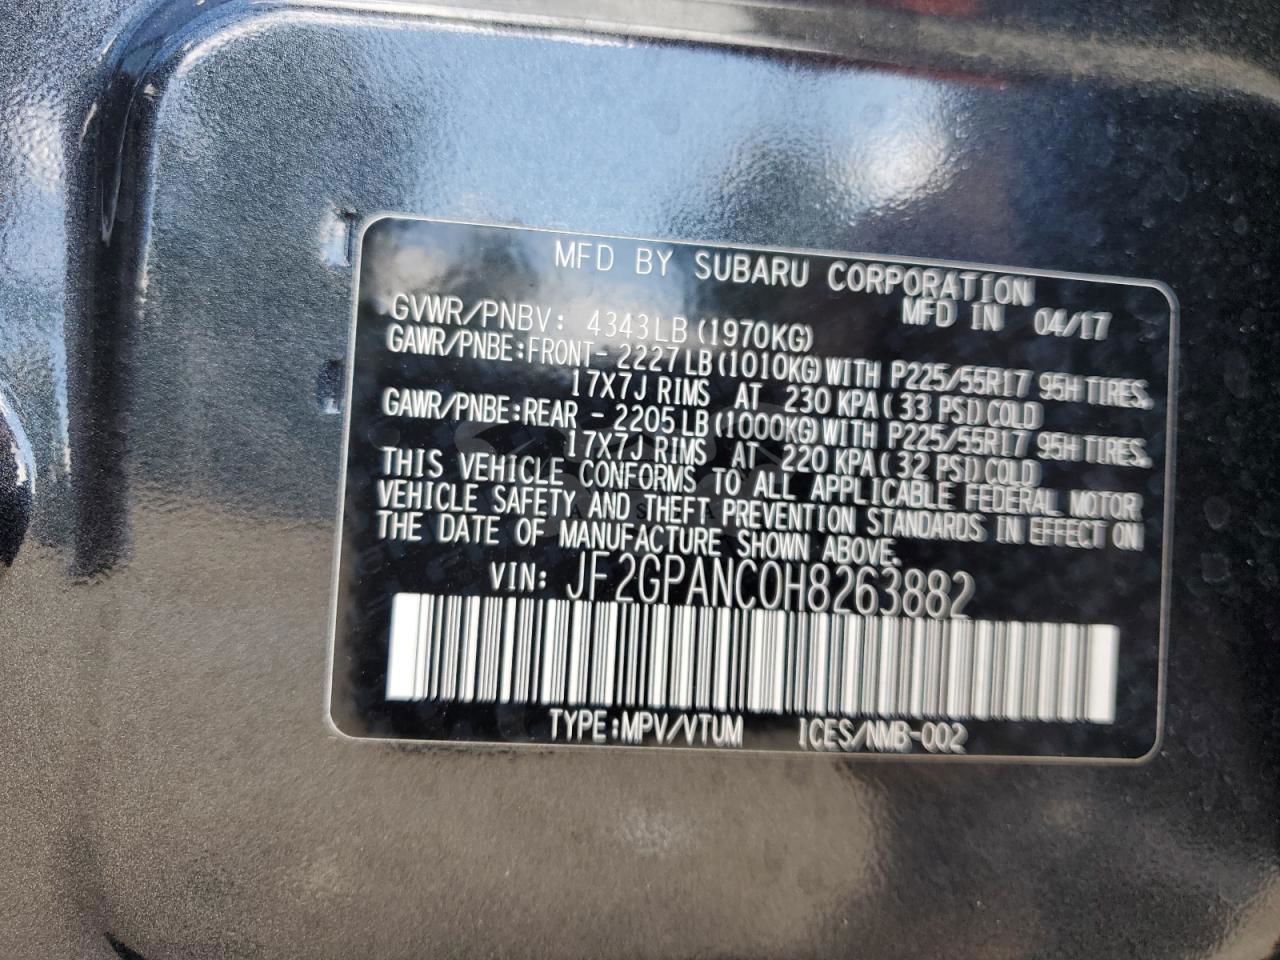 MFD BY SUBARU CORPORATION
MFD IN 04/17
GVWR/PNBV: 4343LB(1970KG)
GAWR/PNBE:FRONT- 2227LB(1010KG)WITH P225/55R17 95H TIRES,
17X7J RIMS AT 230 KPA(33 PSI)COLD
GAWR/PNBE:REAR - 2205LB(1000KG)WITH P225/55R17 95H TIRES,
17X7J RIMS AT 220 KPA(32 PSI)COLD
THIS VEHICLE CONFORMS TO ALL APPLICABLE FEDERAL MOTOR
VEHICLE SAFETY AND THEFT PREVENTION STANDARDS IN EFFECT ON
THE DATE OF MANUFACTURE SHOWN ABOVE.
VIN: JF2GPANC0H8263882
TYPE:MPV/VTUM ICES/NMB-002